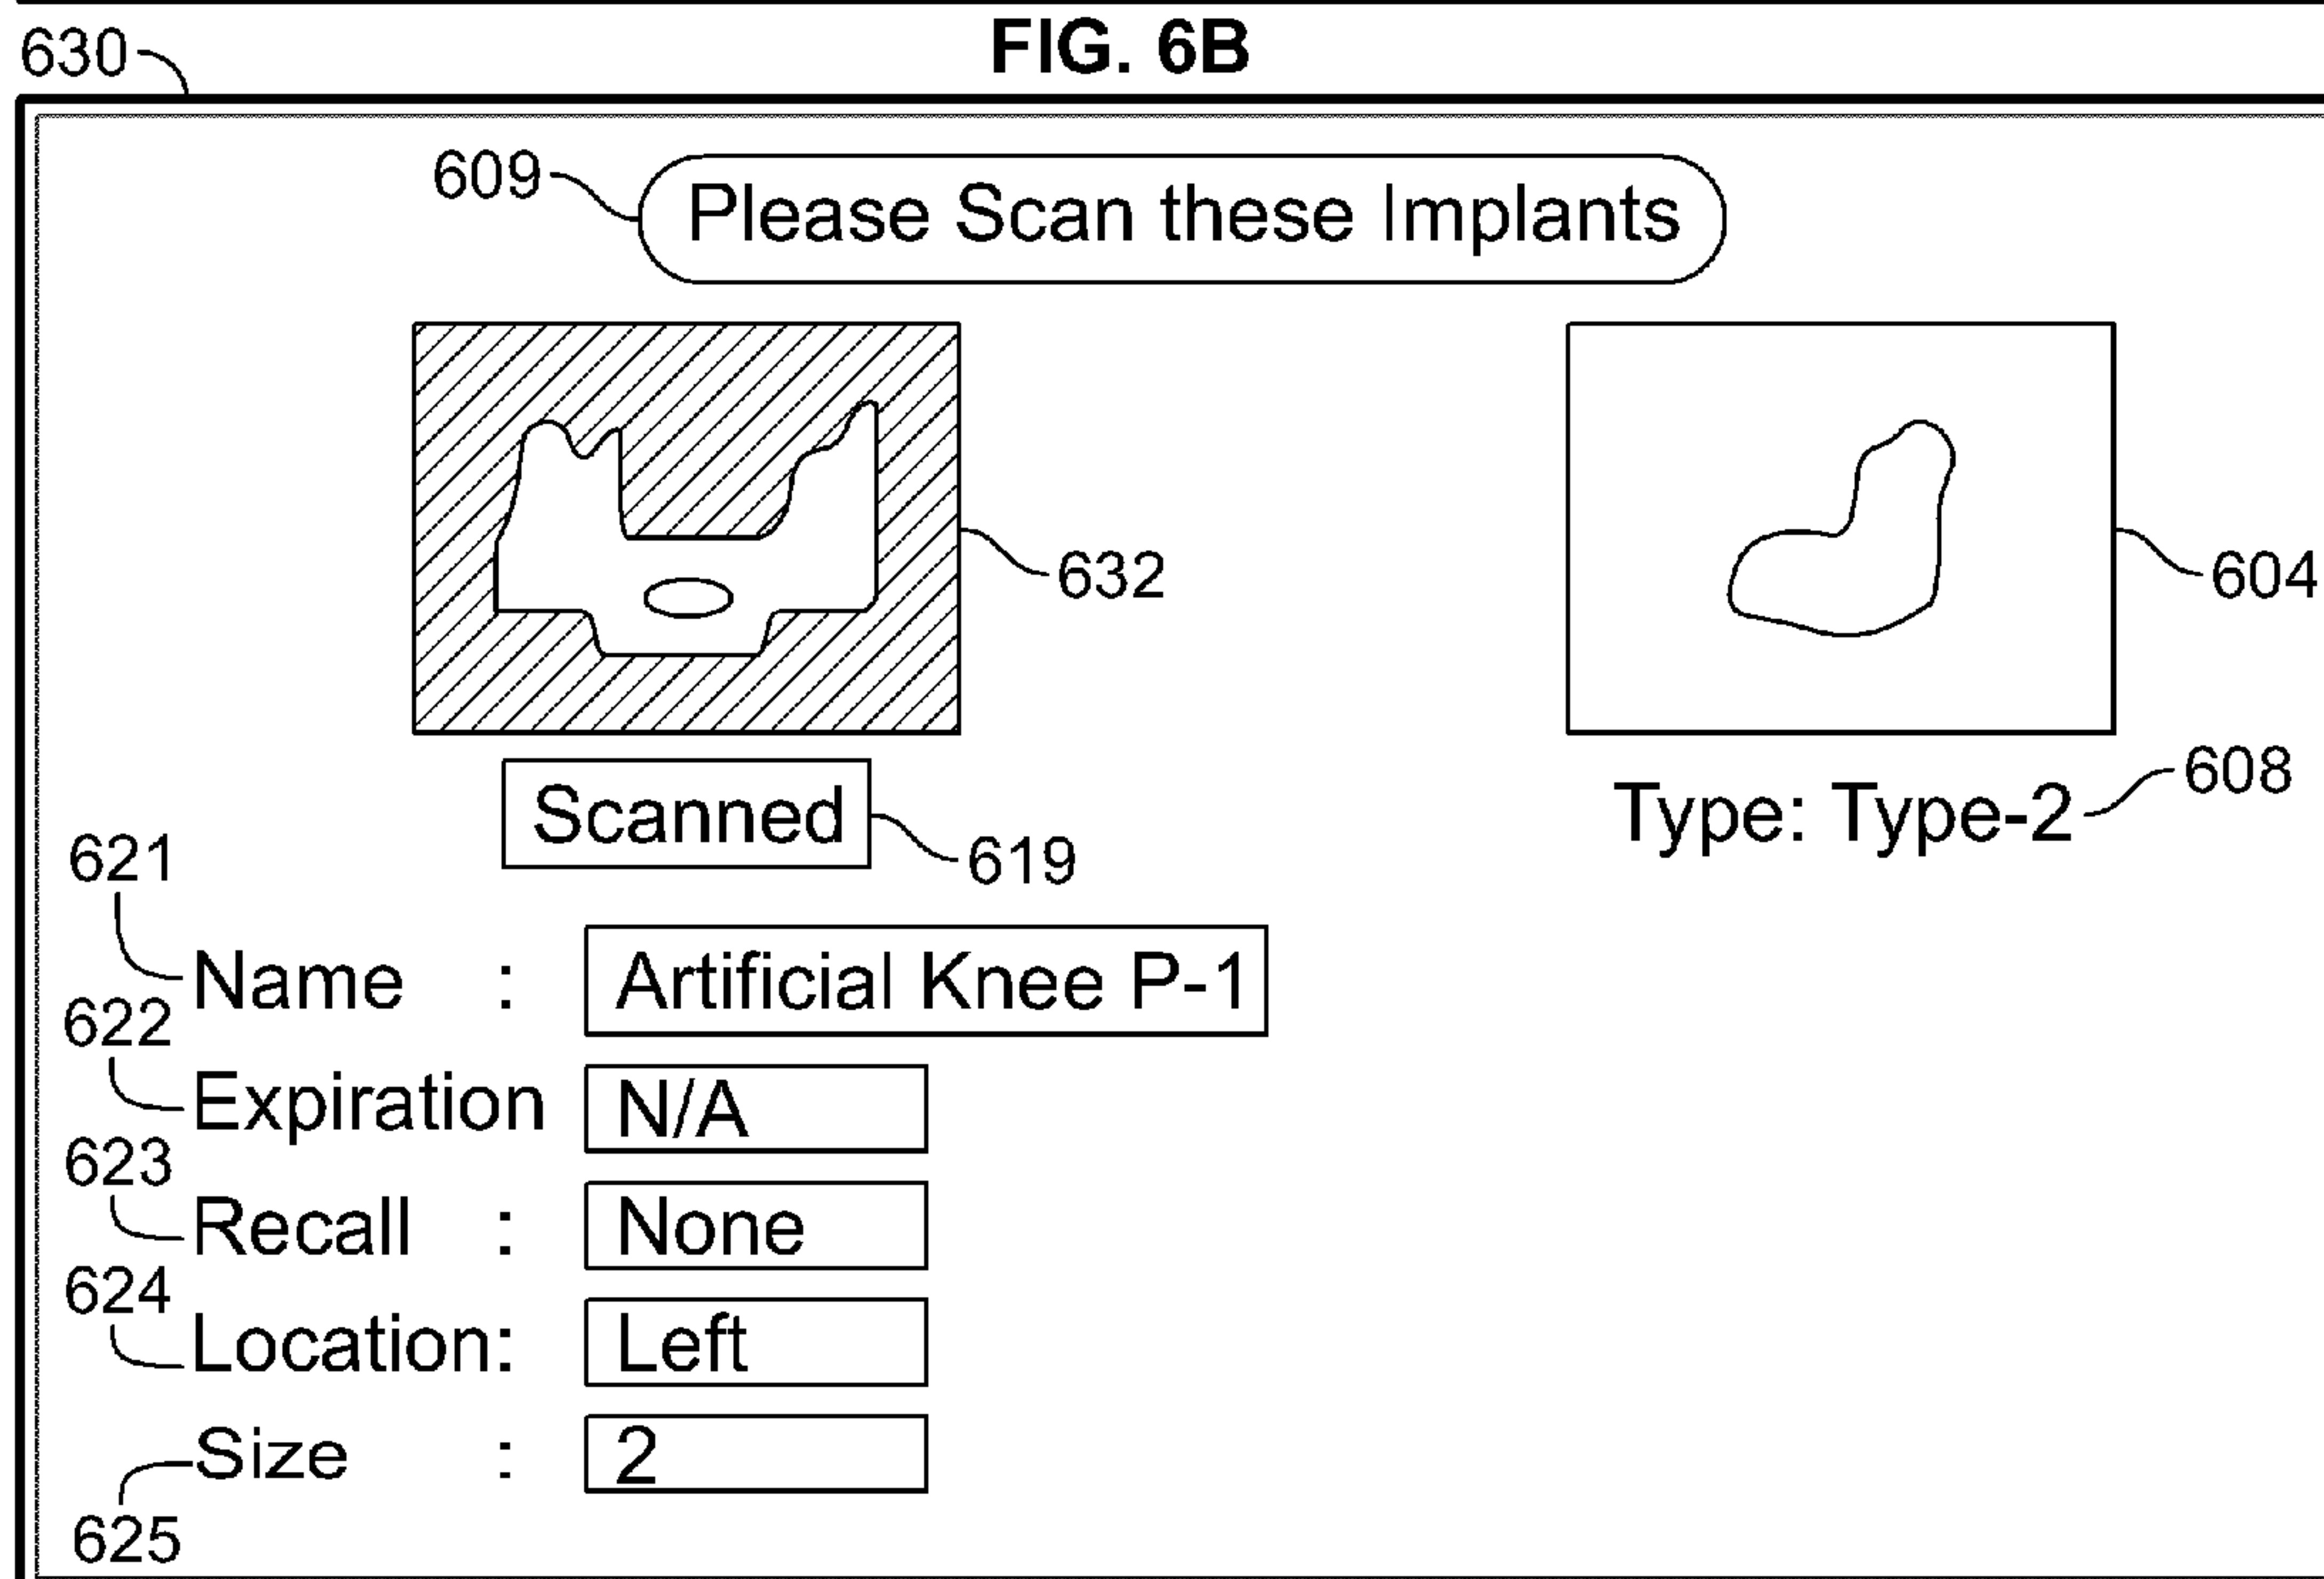 FIG. 6B
630
609
Please Scan these Implants
632
604
Scanned
619
Type: Type-2
608
621
Name : Artificial Knee P-1
622
Expiration N/A
623
Recall : None
624
Location: Left
Size : 2
625